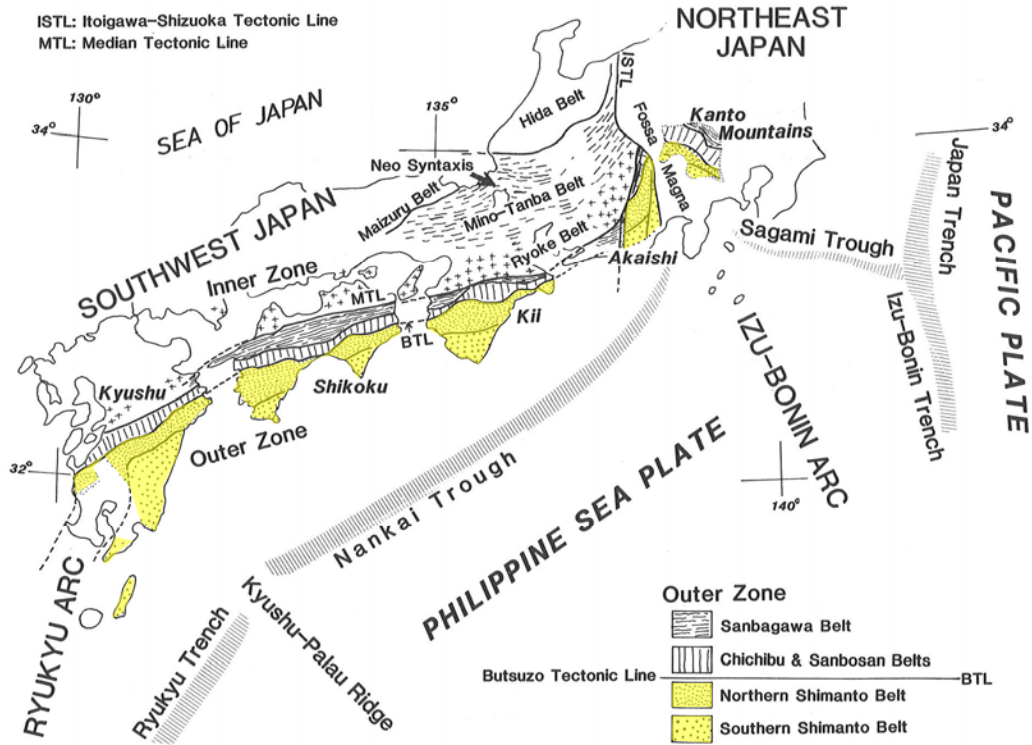 ISTL: Itoigawa–Shizuoka Tectonic Line
MTL: Median Tectonic Line
NORTHEAST
JAPAN
130°
34°
SEA OF JAPAN
135°
ISTL
Hida Belt
Fossa
Magna
Kanto
Mountains
34°
Japan Trench
PACIFIC PLATE
Neo Syntaxis
Maizuru Belt
Mino–Tanba Belt
Ryoke Belt
Akaishi
Sagami Trough
SOUTHWEST JAPAN
Inner Zone
MTL
BTL
Kii
Shikoku
Kyushu
Outer Zone
IZU–BONIN ARC
Izu–Bonin Trench
32°
140°
Nankai Trough
PHILIPPINE SEA PLATE
RYUKYU ARC
Ryukyu Trench
Kyushu–Palau Ridge
Outer Zone
Sanbagawa Belt
Chichibu & Sanbosan Belts
Butsuzo Tectonic Line BTL
Northern Shimanto Belt
Southern Shimanto Belt